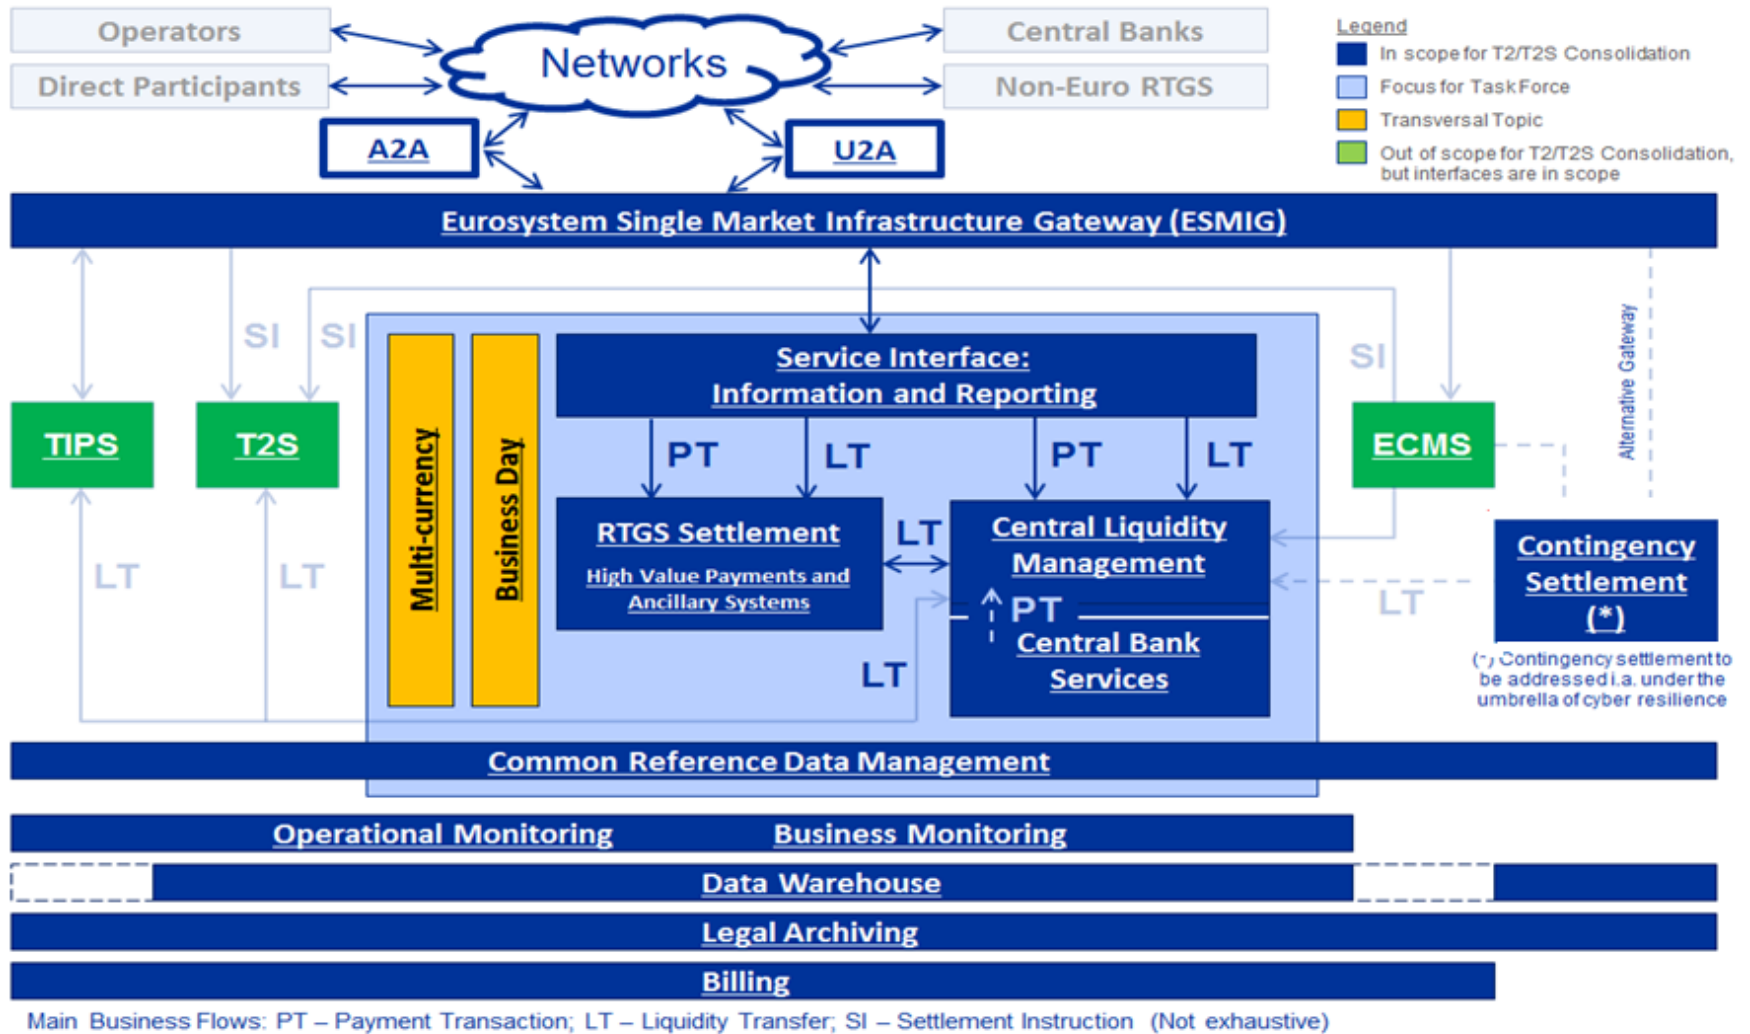 Operators
Networks
Central Banks
Direct Participants
Non-Euro RTGS
A2A
U2A
Legend
In scope for T2/T2S Consolidation
Focus for Task Force
Transversal Topic
Out of scope for T2/T2S Consolidation,
but interfaces are in scope
Eurosystem Single Market Infrastructure Gateway (ESMIG)
SI
SI
SI
Alternative Gateway
Service Interface:
Information and Reporting
TIPS
T2S
ECMS
Multi-currency
Business Day
PT
LT
PT
LT
RTGS Settlement
High Value Payments and
Ancillary Systems
LT
Central Liquidity
Management
PT
Central Bank
Services
LT
LT
LT
LT
Contingency
Settlement
(*)
(*) Contingency settlement to
be addressed i.a. under the
umbrella of cyber resilience
Common Reference Data Management
Operational Monitoring
Business Monitoring
Data Warehouse
Legal Archiving
Billing
Main Business Flows: PT – Payment Transaction; LT – Liquidity Transfer; SI – Settlement Instruction (Not exhaustive)